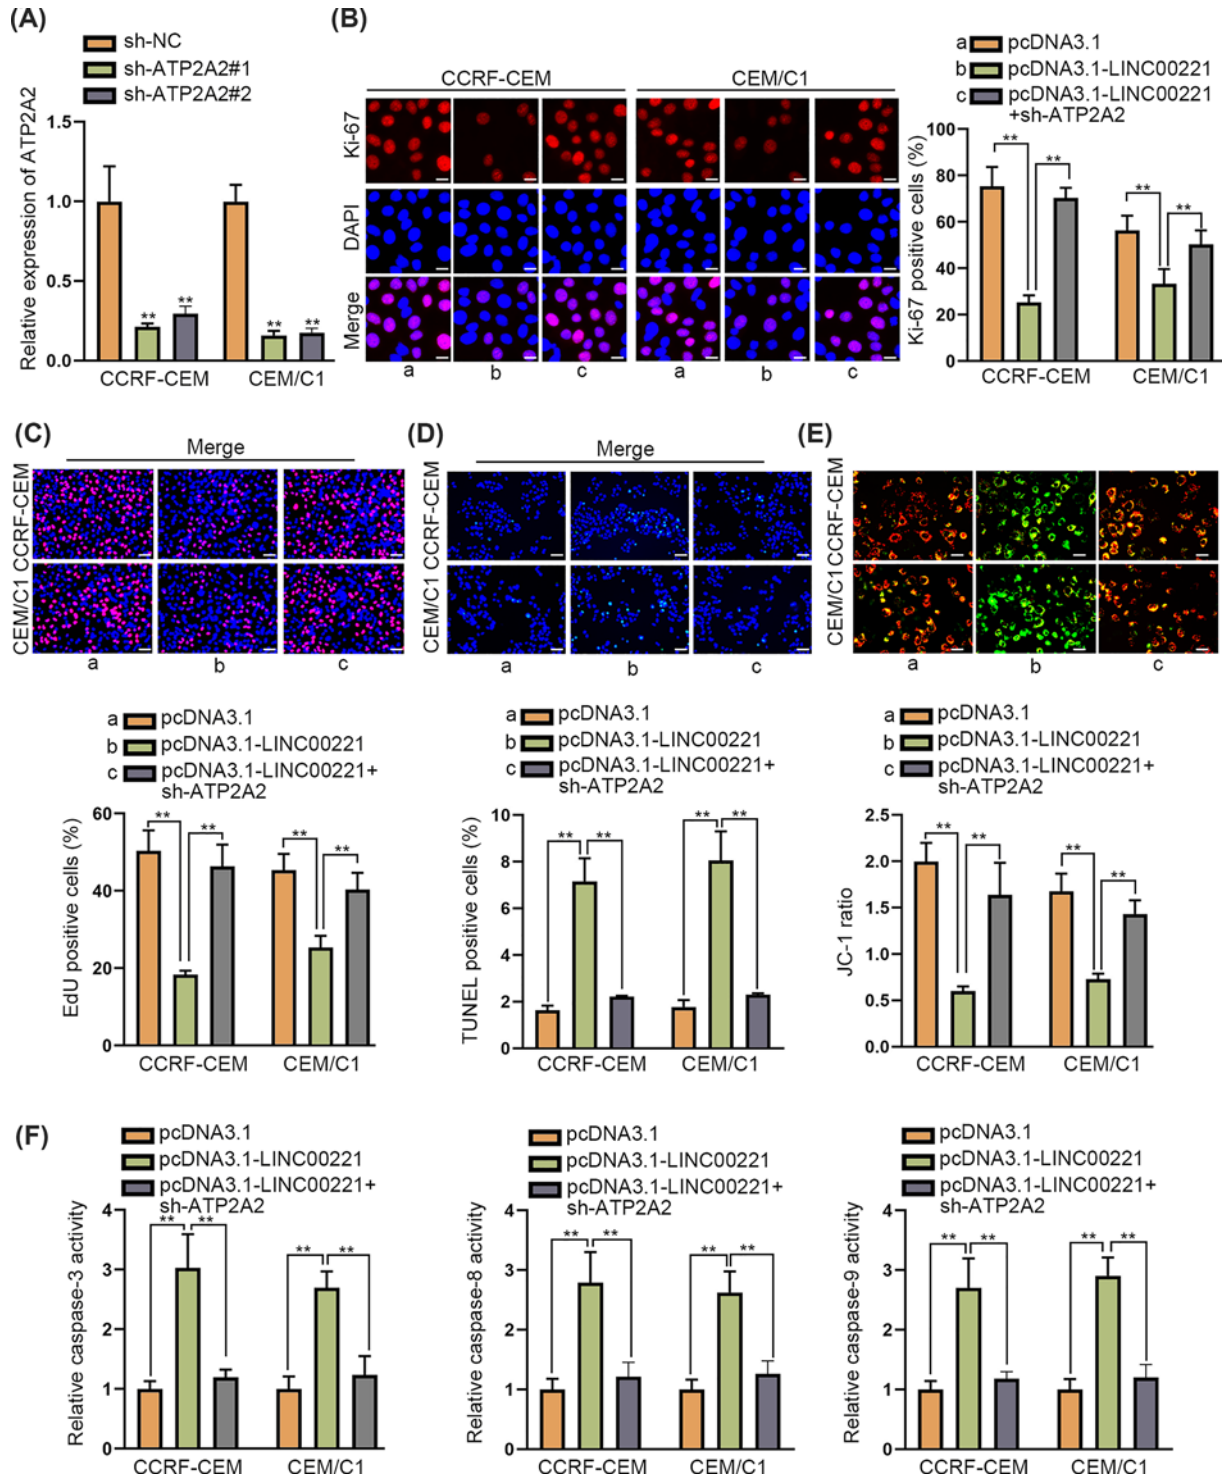 (A)
sh-NC
sh-ATP2A2#1
sh-ATP2A2#2
Relative expression of ATP2A2
1.5
1.0
0.5
0.0
** ** ** **
CCRF-CEM CEM/C1
(B)
CCRF-CEM CEM/C1
Ki-67
DAPI
Merge
a b c a b c
a pcDNA3.1
b pcDNA3.1-LINC00221
c pcDNA3.1-LINC00221
+sh-ATP2A2
Ki-67 positive cells (%)
100
80
60
40
20
0
** ** ** **
CCRF-CEM CEM/C1
(C)
Merge
CCRF-CEM
CEM/C1
a b c
a pcDNA3.1
b pcDNA3.1-LINC00221
c pcDNA3.1-LINC00221+
sh-ATP2A2
EdU positive cells (%)
60
40
20
0
** ** ** **
CCRF-CEM CEM/C1
(D)
Merge
CCRF-CEM
CEM/C1
a b c
a pcDNA3.1
b pcDNA3.1-LINC00221
c pcDNA3.1-LINC00221+
sh-ATP2A2
TUNEL positive cells (%)
10
8
6
4
2
0
** ** ** **
CCRF-CEM CEM/C1
(E)
CCRF-CEM
CEM/C1
a b c
a pcDNA3.1
b pcDNA3.1-LINC00221
c pcDNA3.1-LINC00221+
sh-ATP2A2
JC-1 ratio
2.5
2.0
1.5
1.0
0.5
0.0
** ** ** **
CCRF-CEM CEM/C1
(F)
pcDNA3.1
pcDNA3.1-LINC00221
pcDNA3.1-LINC00221+
sh-ATP2A2
Relative caspase-3 activity
4
3
2
1
0
** ** ** **
CCRF-CEM CEM/C1
pcDNA3.1
pcDNA3.1-LINC00221
pcDNA3.1-LINC00221+
sh-ATP2A2
Relative caspase-8 activity
4
3
2
1
0
** ** ** **
CCRF-CEM CEM/C1
pcDNA3.1
pcDNA3.1-LINC00221
pcDNA3.1-LINC00221+
sh-ATP2A2
Relative caspase-9 activity
4
3
2
1
0
** ** ** **
CCRF-CEM CEM/C1